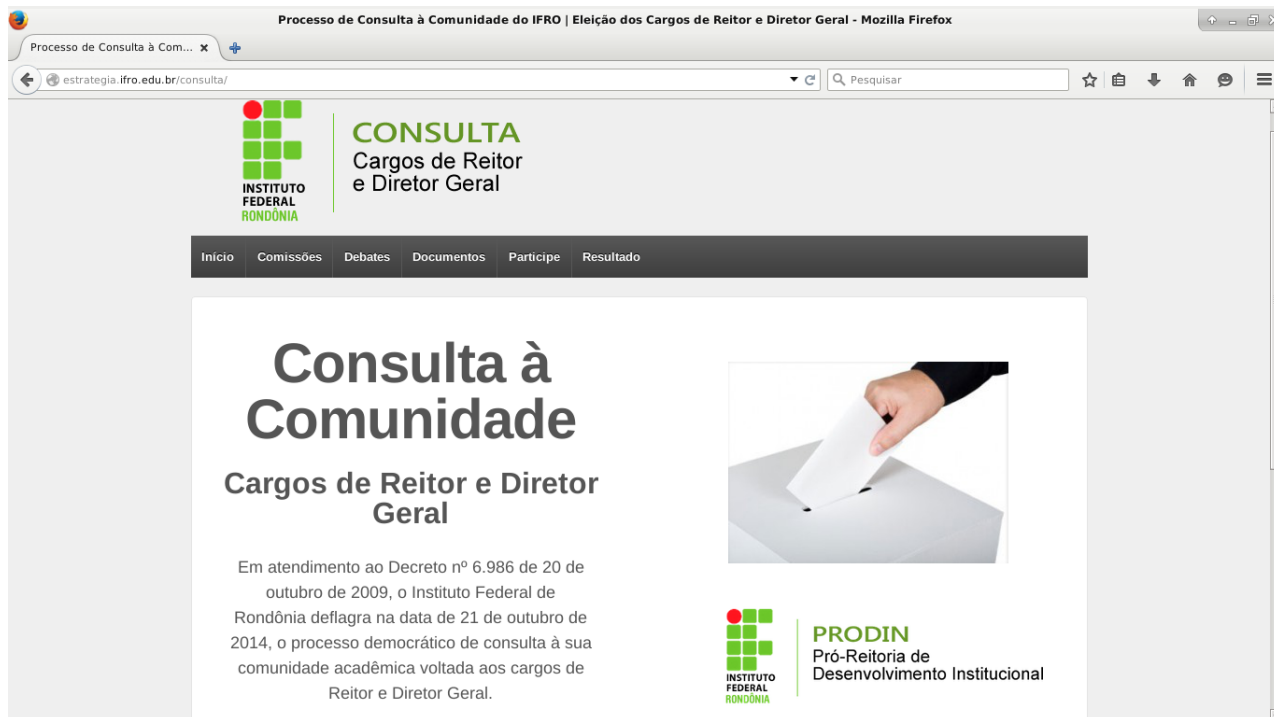 Processo de Consulta à Comunidade do IFRO | Eleição dos Cargos de Reitor e Diretor Geral - Mozilla Firefox
Processo de Consulta à Com...
estrategia.ifro.edu.br/consulta/
Pesquisar
INSTITUTO
FEDERAL
RONDÔNIA
CONSULTA
Cargos de Reitor
e Diretor Geral
Início Comissões Debates Documentos Participe Resultado
Consulta à
Comunidade
Cargos de Reitor e Diretor
Geral
Em atendimento ao Decreto nº 6.986 de 20 de
outubro de 2009, o Instituto Federal de
Rondônia deflagra na data de 21 de outubro de
2014, o processo democrático de consulta à sua
comunidade acadêmica voltada aos cargos de
Reitor e Diretor Geral.
INSTITUTO
FEDERAL
RONDÔNIA
PRODIN
Pró-Reitoria de
Desenvolvimento Institucional